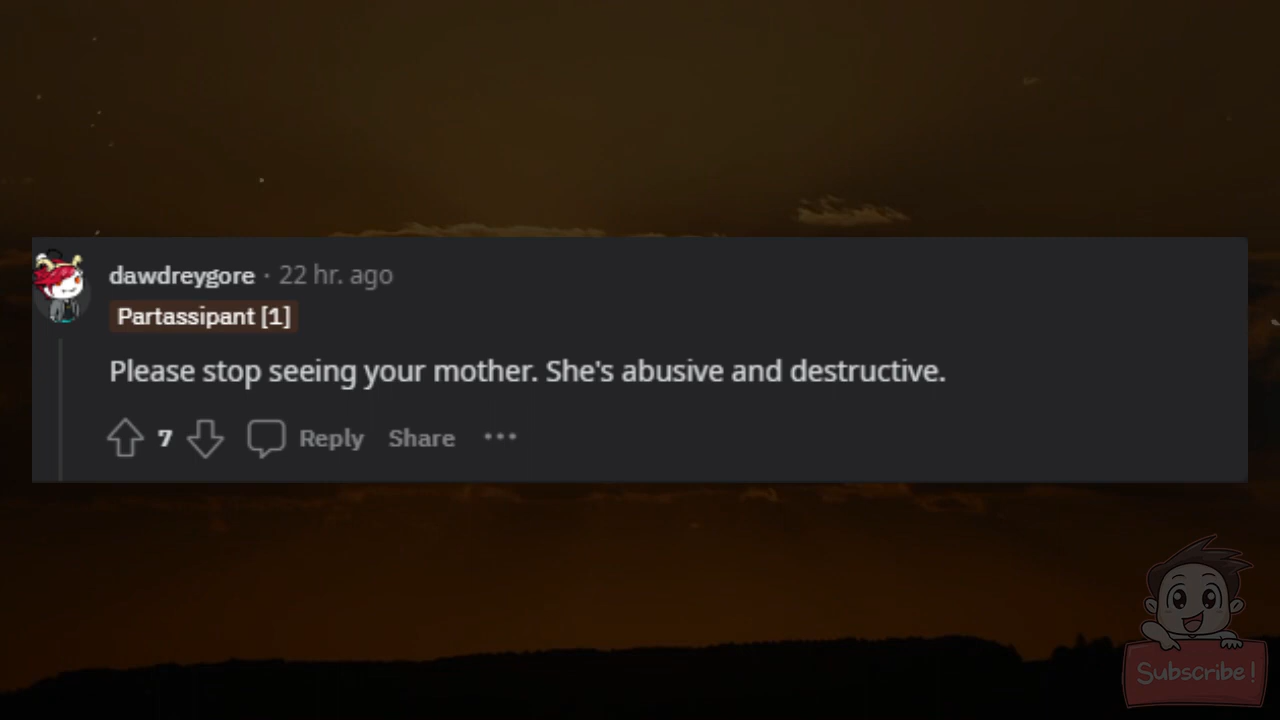 dawdreygore · 22 hr. ago
Partassipant [1]
Please stop seeing your mother. She's abusive and destructive.
7 Reply Share •••
Subscribe!